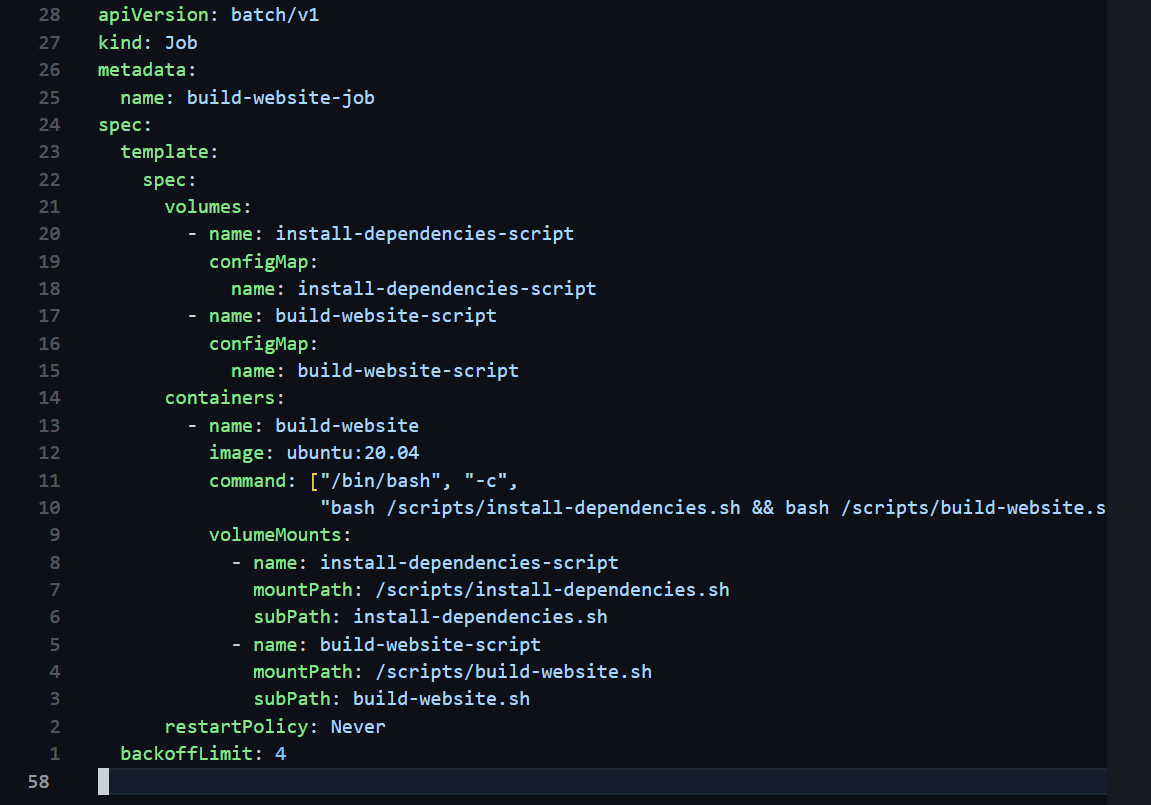 28 apiVersion: batch/v1
27 kind: Job
26 metadata:
25   name: build-website-job
24 spec:
23   template:
22     spec:
21       volumes:
20         - name: install-dependencies-script
19           configMap:
18             name: install-dependencies-script
17         - name: build-website-script
16           configMap:
15             name: build-website-script
14       containers:
13         - name: build-website
12           image: ubuntu:20.04
11           command: ["/bin/bash", "-c",
10                     "bash /scripts/install-dependencies.sh && bash /scripts/build-website.s
9           volumeMounts:
8             - name: install-dependencies-script
7               mountPath: /scripts/install-dependencies.sh
6               subPath: install-dependencies.sh
5             - name: build-website-script
4               mountPath: /scripts/build-website.sh
3               subPath: build-website.sh
2       restartPolicy: Never
1   backoffLimit: 4
58